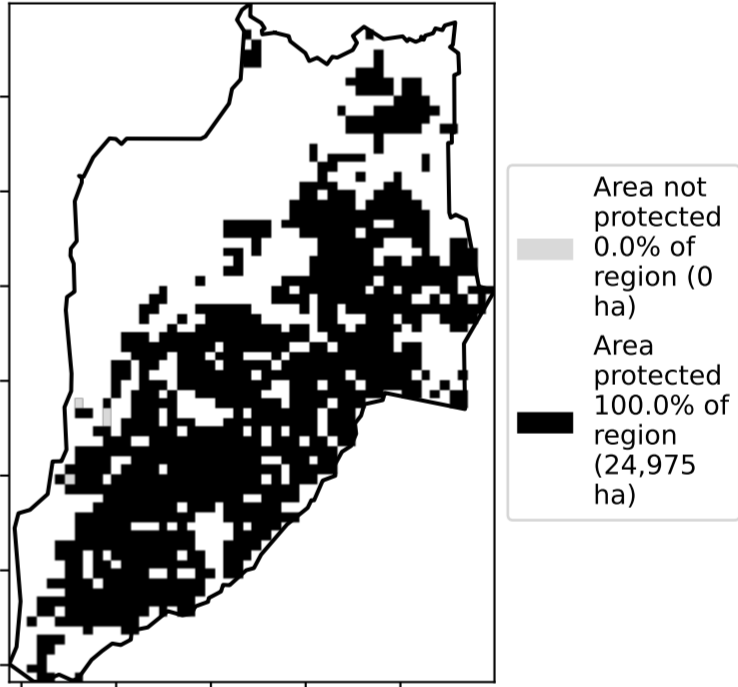 Area not
protected
0.0% of
region (0
ha)
Area
protected
100.0% of
region
(24,975
ha)